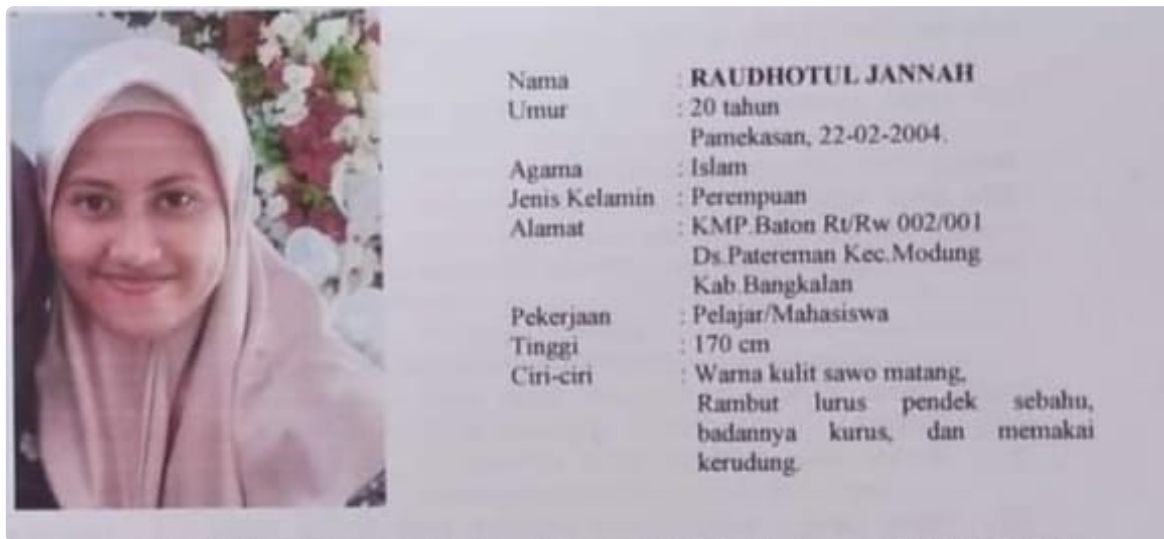 Nama : RAUDHOTUL JANNAH
Umur : 20 tahun
Pamekasan, 22-02-2004.
Agama : Islam
Jenis Kelamin : Perempuan
Alamat : KMP.Baton Rt/Rw 002/001
Ds.Patereman Kec.Modung
Kab.Bangkalan
Pekerjaan : Pelajar/Mahasiswa
Tinggi : 170 cm
Ciri-ciri : Warna kulit sawo matang,
Rambut lurus pendek sebahu,
badannya kurus, dan memakai
kerudung.